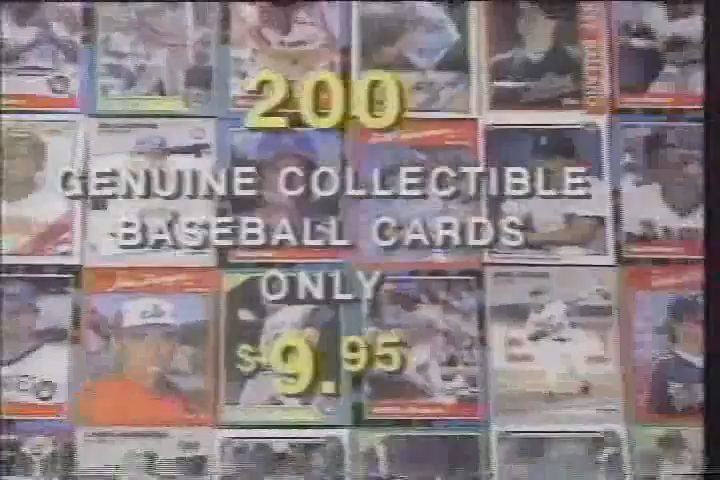 200
GENUINE COLLECTIBLE
BASEBALL CARDS
ONLY
$9.95